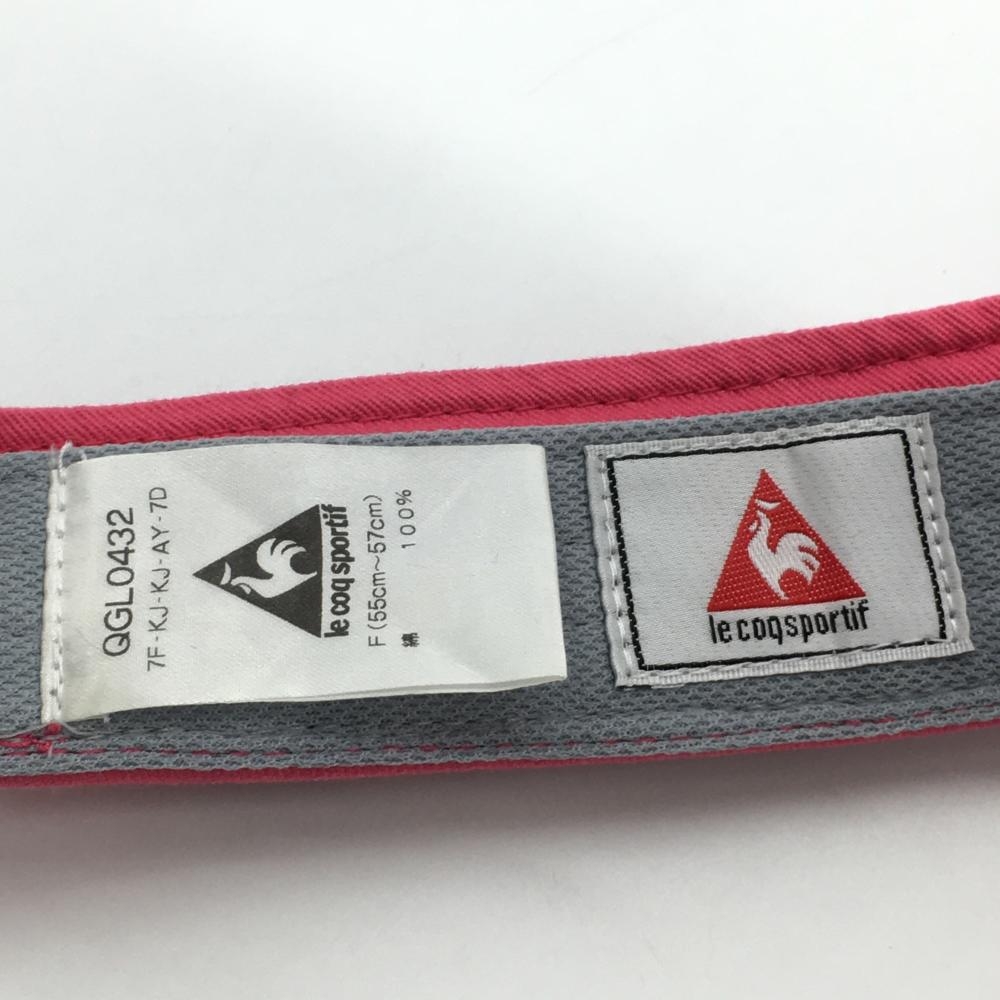 QGL0432
7F-KJ-KJ-AY-7D
le coq sportif
F(55cm~57cm)
綿 100%
le coq sportif